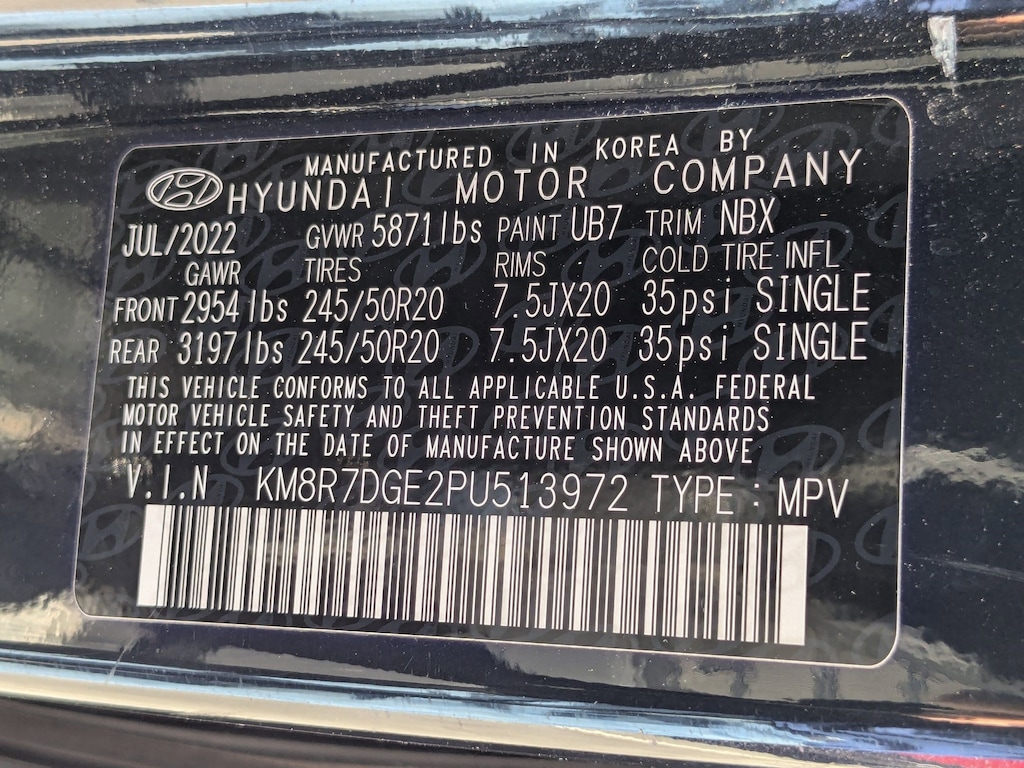 MANUFACTURED IN KOREA BY
HYUNDAI MOTOR COMPANY
JUL/2022 GVWR 5871lbs PAINT UB7 TRIM NBX
GAWR TIRES RIMS COLD TIRE INFL
FRONT 2954lbs 245/50R20 7.5JX20 35psi SINGLE
REAR 3197lbs 245/50R20 7.5JX20 35psi SINGLE
THIS VEHICLE CONFORMS TO ALL APPLICABLE U.S.A. FEDERAL
MOTOR VEHICLE SAFETY AND THEFT PREVENTION STANDARDS
IN EFFECT ON THE DATE OF MANUFACTURE SHOWN ABOVE
V.I.N KM8R7DGE2PU513972 TYPE : MPV